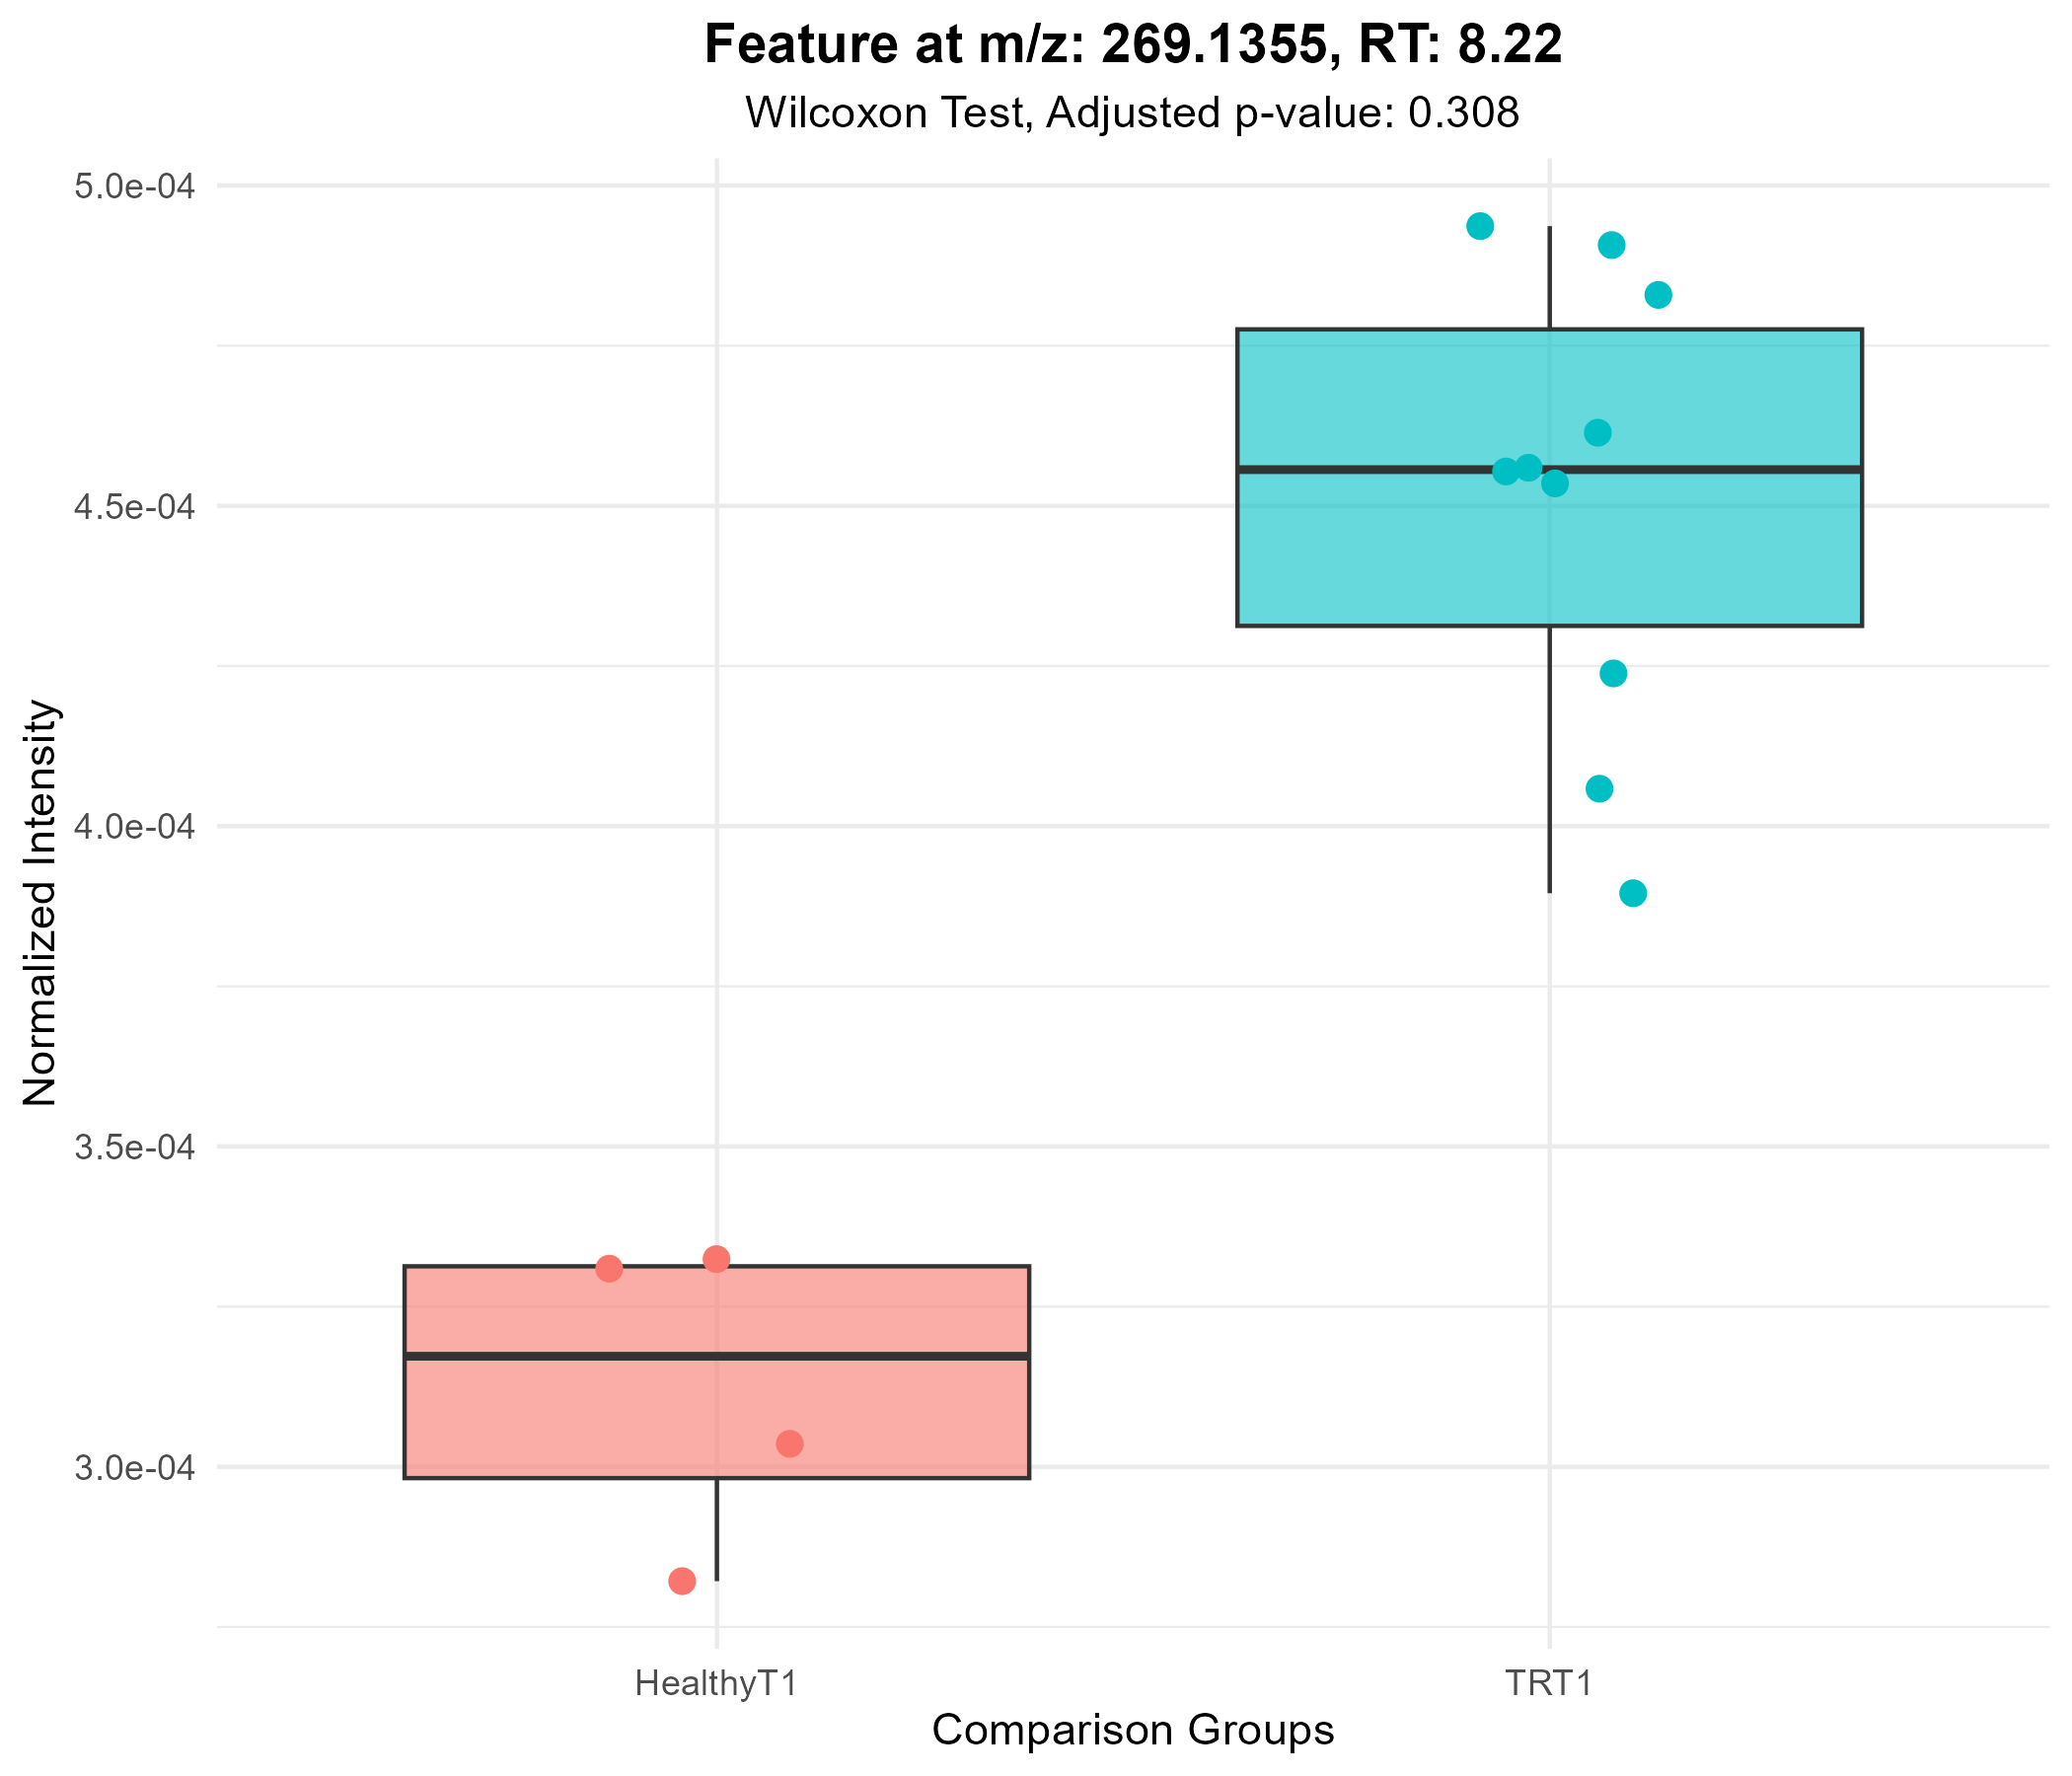 Feature at m/z: 269.1355, RT: 8.22
Wilcoxon Test, Adjusted p-value: 0.308
Normalized Intensity
5.0e-04
4.5e-04
4.0e-04
3.5e-04
3.0e-04
HealthyT1
TRT1
Comparison Groups